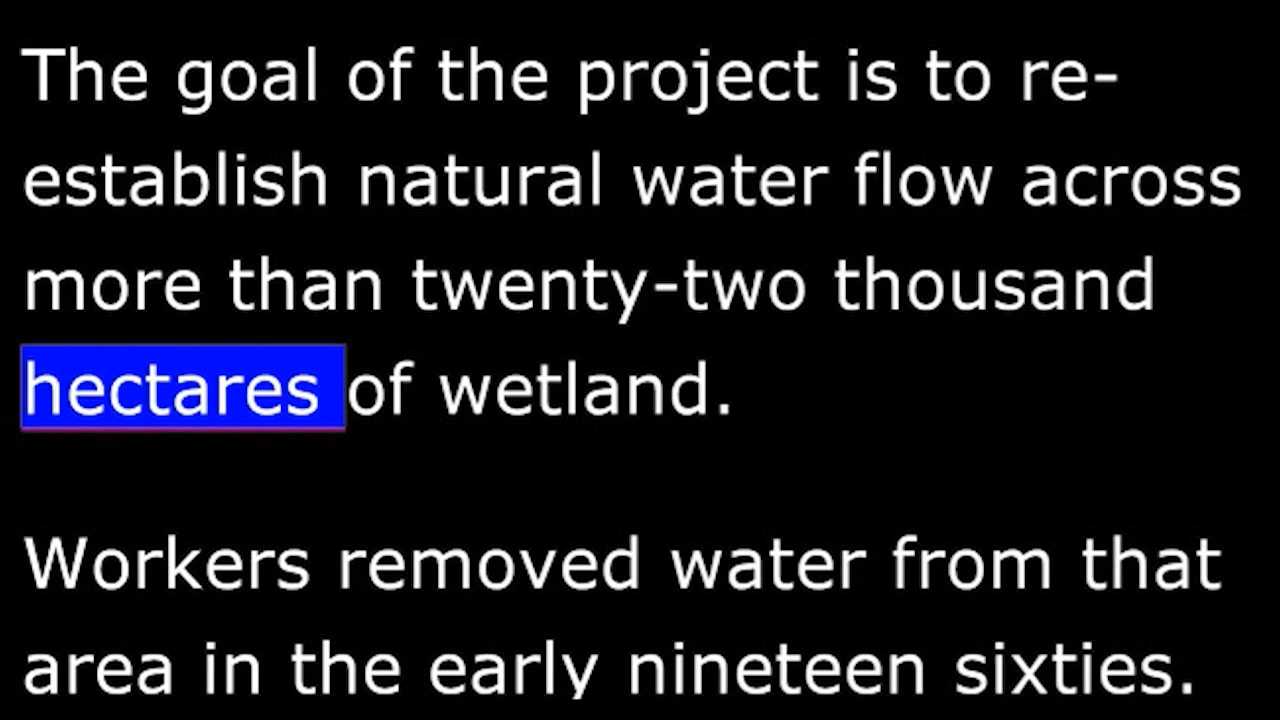 The goal of the project is to re-
establish natural water flow across
more than twenty-two thousand
hectares of wetland.
Workers removed water from that
area in the early nineteen sixties.